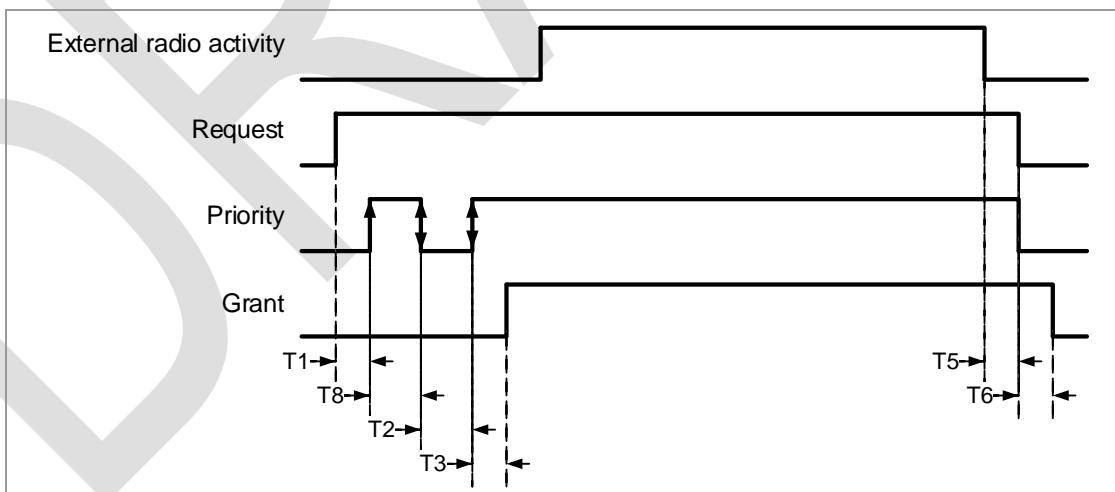 External radio activity
Request
Priority
Grant
T1
T8
T2
T3
T5
T6